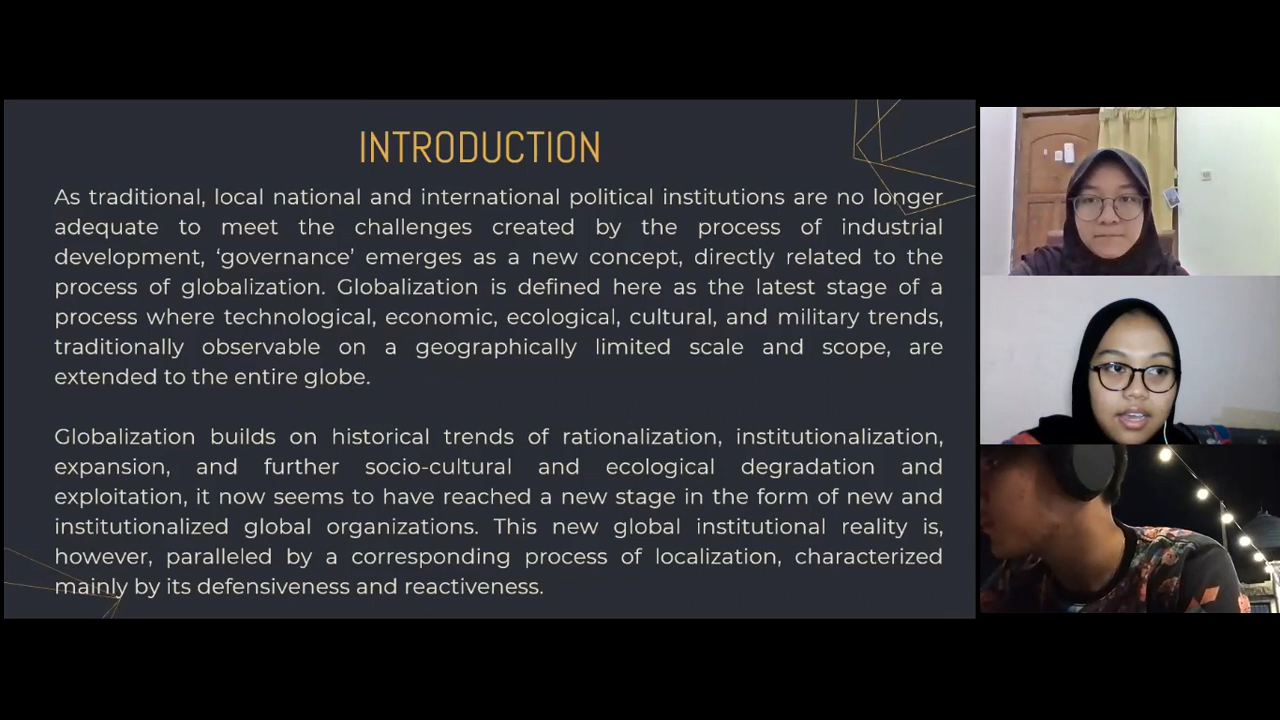 INTRODUCTION
As traditional, local national and international political institutions are no longer
adequate to meet the challenges created by the process of industrial
development, ‘governance’ emerges as a new concept, directly related to the
process of globalization. Globalization is defined here as the latest stage of a
process where technological, economic, ecological, cultural, and military trends,
traditionally observable on a geographically limited scale and scope, are
extended to the entire globe.
Globalization builds on historical trends of rationalization, institutionalization,
expansion, and further socio-cultural and ecological degradation and
exploitation, it now seems to have reached a new stage in the form of new and
institutionalized global organizations. This new global institutional reality is,
however, paralleled by a corresponding process of localization, characterized
mainly by its defensiveness and reactiveness.